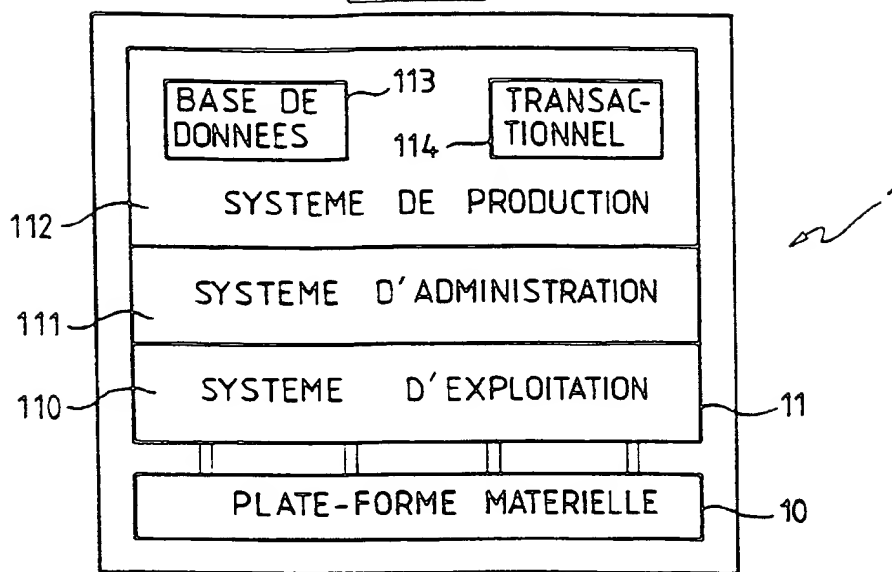 BASE DE
DONNEES
113
TRANSAC-
TIONNEL
114
SYSTEME DE PRODUCTION
112
SYSTEME D'ADMINISTRATION
111
SYSTEME D'EXPLOITATION
110
11
PLATE-FORME MATERIELLE
10